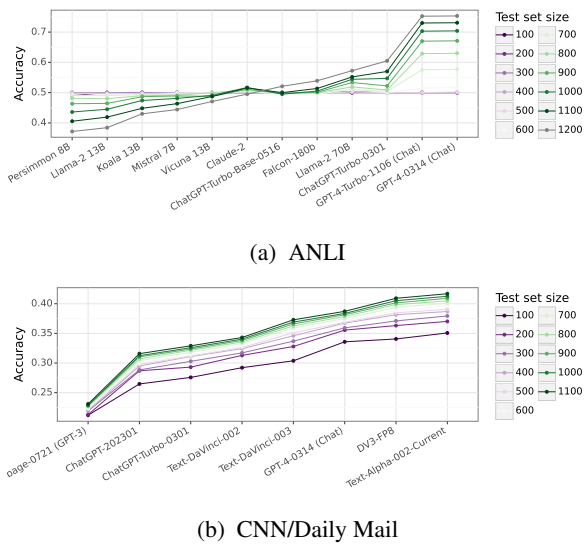 Accuracy
0.7
0.6
0.5
0.4
Persimmon 8B
Llama-2 13B
Koala 13B
Mistral 7B
Vicuna 13B
Claude-2
ChatGPT-Turbo-Base-0516
Falcon-180b
Llama-2 70B
ChatGPT-Turbo-0301
GPT-4-Turbo-1106 (Chat)
GPT-4-0314 (Chat)
Test set size
100 700
200 800
300 900
400 1000
500 1100
600 1200
(a) ANLI
Accuracy
0.40
0.35
0.30
0.25
oage-0721 (GPT-3)
ChatGPT-202301
ChatGPT-Turbo-0301
Text-DaVinci-002
Text-DaVinci-003
GPT-4-0314 (Chat)
DV3-FP8
Text-Alpha-002-Current
Test set size
100 700
200 800
300 900
400 1000
500 1100
600
(b) CNN/Daily Mail